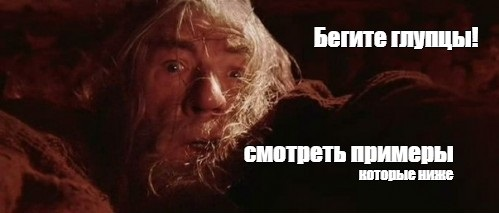 Бегите глупцы!
смотреть примеры
которые ниже